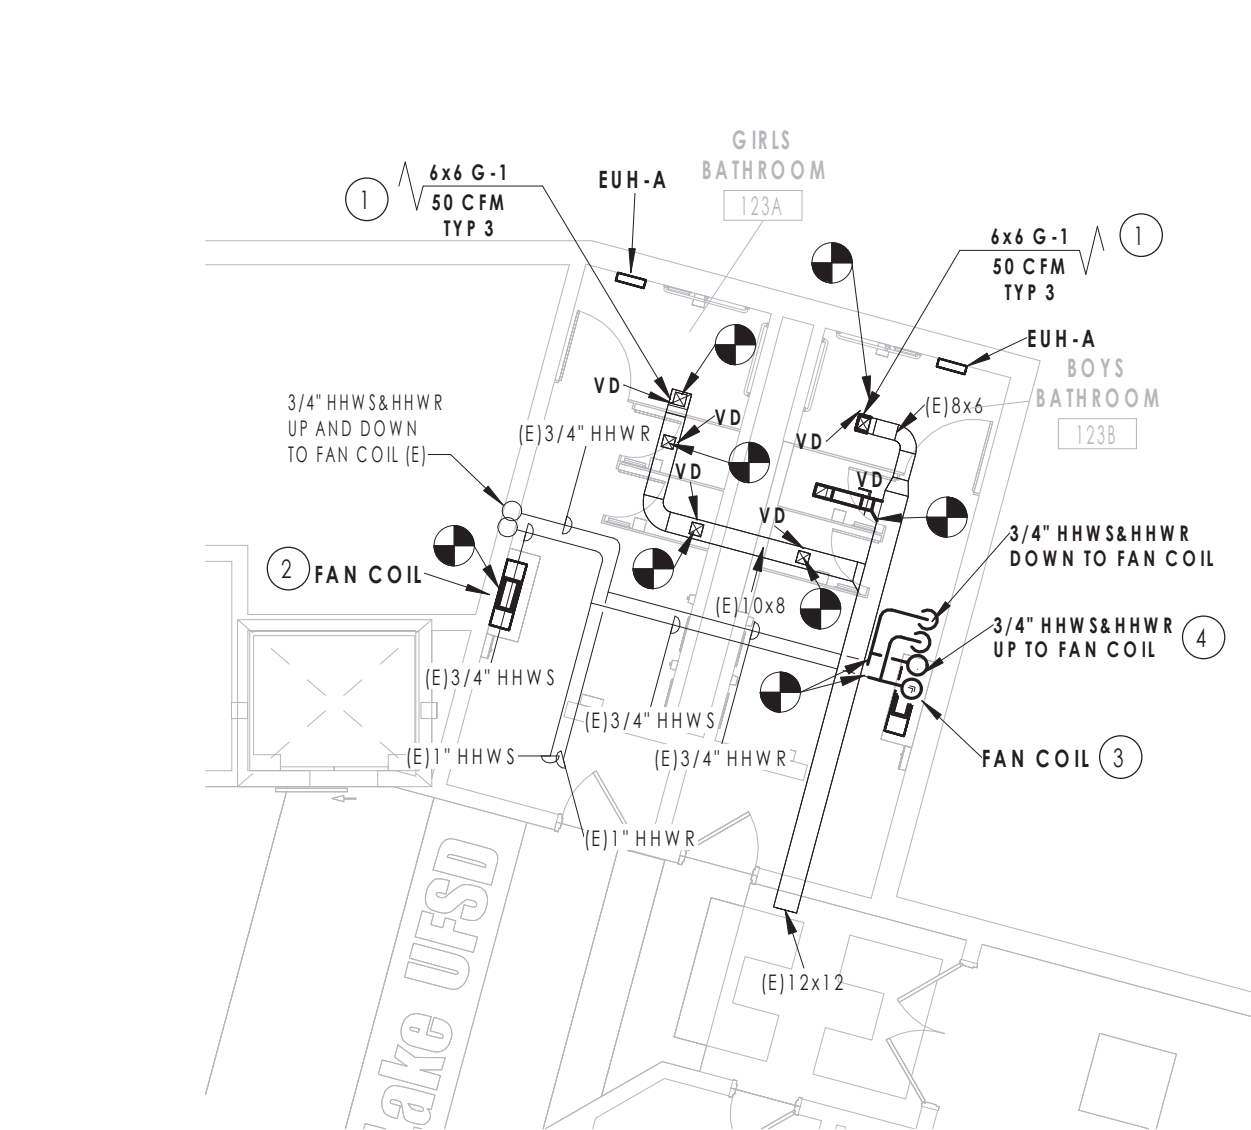 GIRLS
BATHROOM
123A
1
6x6 G-1
50 CFM
TYP 3
EUH-A
6x6 G-1
50 CFM
TYP 3
1
EUH-A
BOYS
BATHROOM
123B
VD
VD
(E)8x6
3/4" HHWS&HHWR
UP AND DOWN
TO FAN COIL (E)
(E)3/4" HHWR
VD
VD
VD
VD
2
FAN COIL
3/4" HHWS&HHWR
DOWN TO FAN COIL
(E)10x8
3/4" HHWS&HHWR
UP TO FAN COIL
4
(E)3/4" HHWS
(E)3/4" HHWS
(E)1" HHWS
(E)3/4" HHWR
FAN COIL
3
(E)1" HHWR
(E)12x12
Lake UFSD